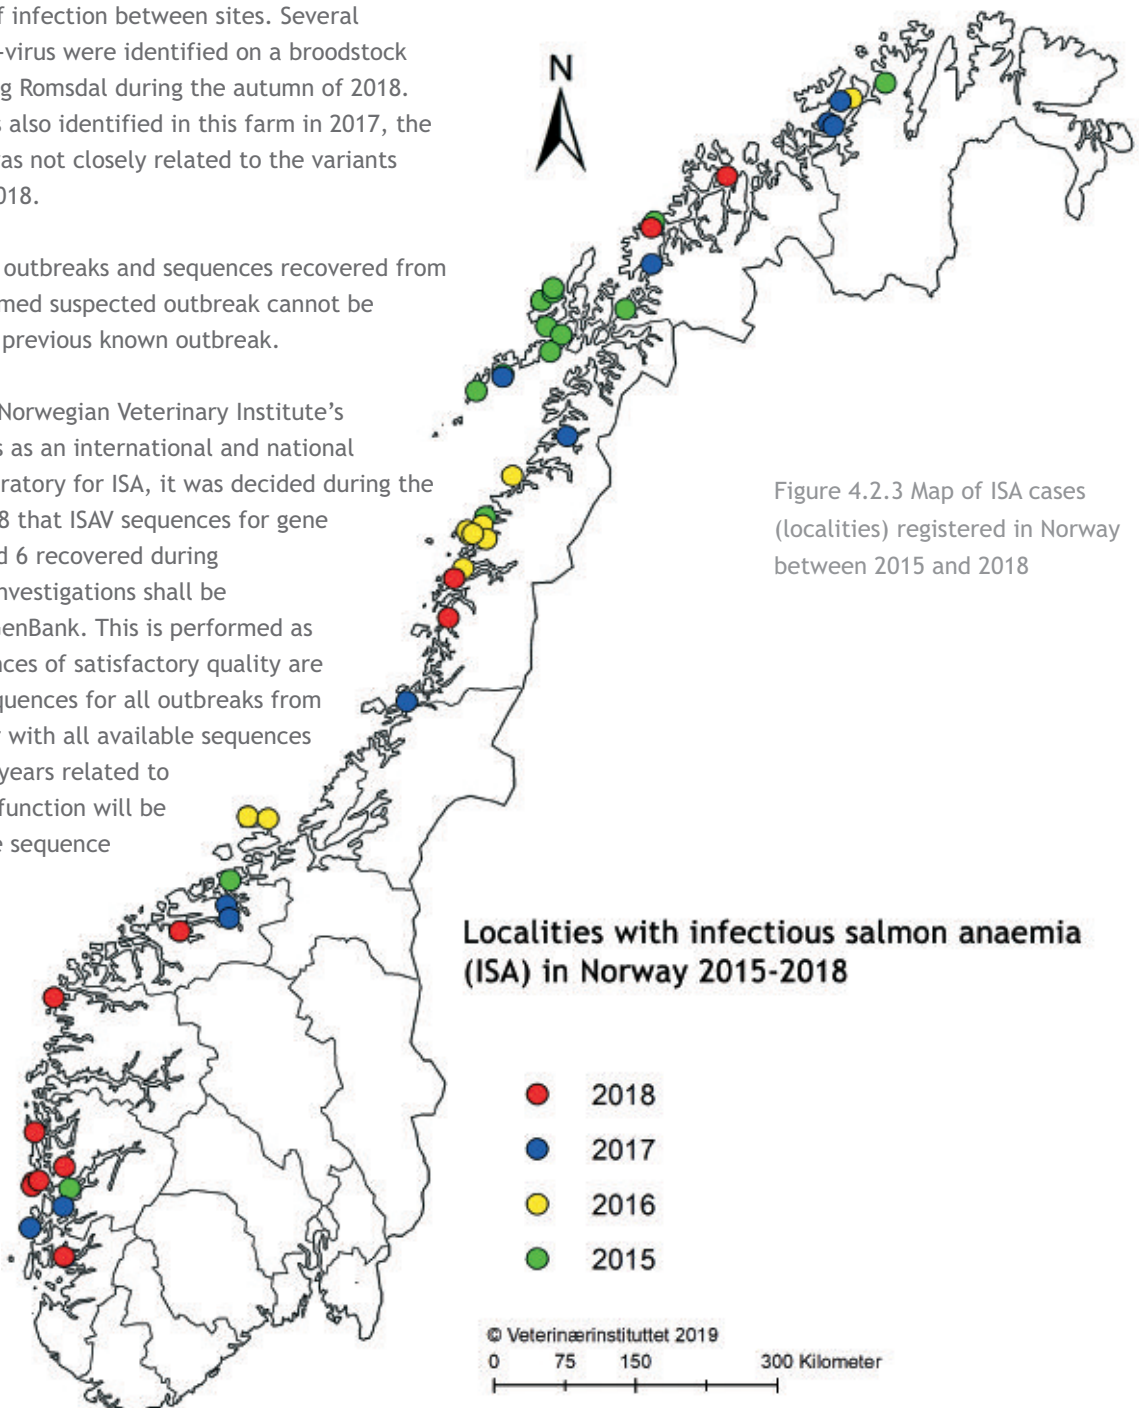 f infection between sites. Several
-virus were identified on a broodstock
g Romsdal during the autumn of 2018.
s also identified in this farm in 2017, the
as not closely related to the variants
018.
outbreaks and sequences recovered from
med suspected outbreak cannot be
previous known outbreak.
Norwegian Veterinary Institute’s
s as an international and national
ratory for ISA, it was decided during the
8 that ISAV sequences for gene
d 6 recovered during
nvestigations shall be
GenBank. This is performed as
nces of satisfactory quality are
quences for all outbreaks from
with all available sequences
years related to
function will be
e sequence
N
Figure 4.2.3 Map of ISA cases
(localities) registered in Norway
between 2015 and 2018
Localities with infectious salmon anaemia
(ISA) in Norway 2015-2018
2018
2017
2016
2015
© Veterinærinstituttet 2019
0 75 150 300 Kilometer